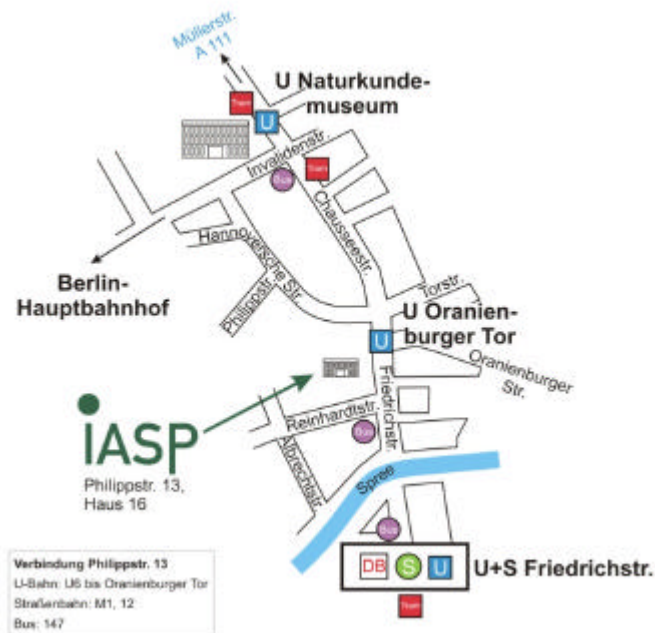 Müllerstr.
A 111
U Naturkunde-
museum
Tram
U
Invalidenstr.
Tram
Bus
Chausseestr.
Hannoversche Str.
Philippstr.
Berlin-
Hauptbahnhof
Torstr.
U Oranien-
burger Tor
U
Oranienburger
Str.
Friedrichstr.
Reinhardtstr.
Bus
Albrechtstr.
iASP
Philippstr. 13,
Haus 16
Spree
Bus
DB
S
U
U+S Friedrichstr.
Tram
Verbindung Philippstr. 13
U-Bahn: U6 bis Oranienburger Tor
Straßenbahn: M1, 12
Bus: 147